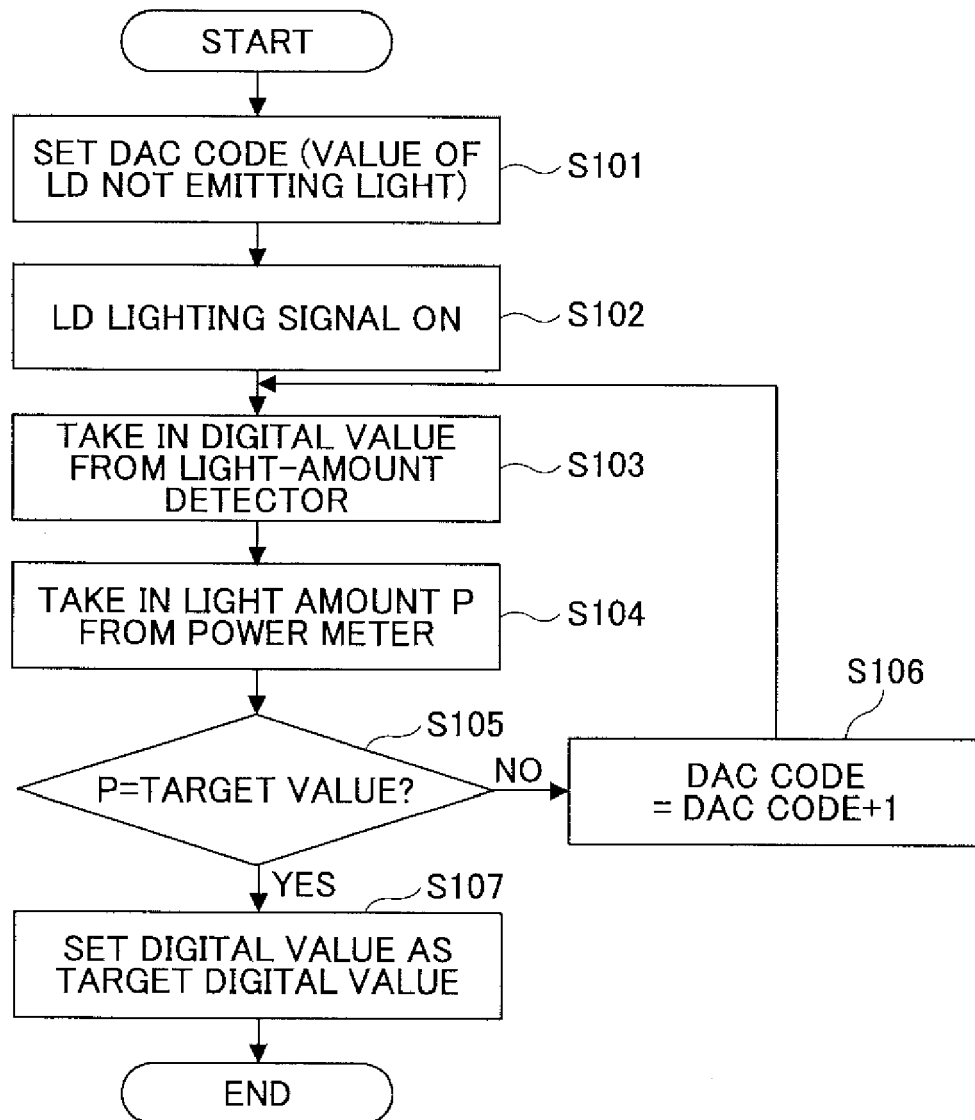 START
SET DAC CODE (VALUE OF
LD NOT EMITTING LIGHT)
S101
LD LIGHTING SIGNAL ON
S102
TAKE IN DIGITAL VALUE
FROM LIGHT-AMOUNT
DETECTOR
S103
TAKE IN LIGHT AMOUNT P
FROM POWER METER
S104
S105
P=TARGET VALUE?
NO
S106
DAC CODE
= DAC CODE+1
YES
S107
SET DIGITAL VALUE AS
TARGET DIGITAL VALUE
END